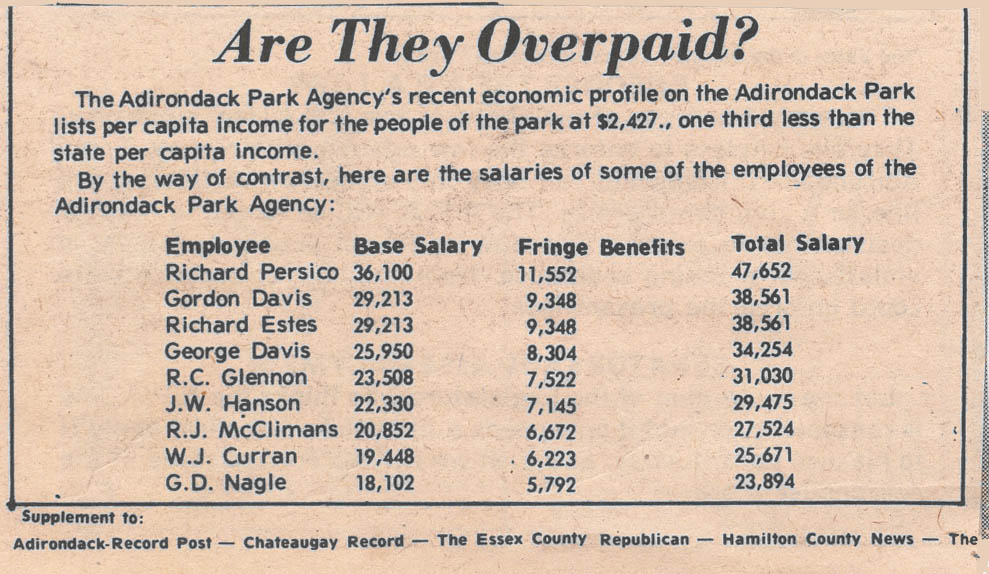 Are They Overpaid?
The Adirondack Park Agency's recent economic profile on the Adirondack Park
lists per capita income for the people of the park at $2,427., one third less than the
state per capita income.
By the way of contrast, here are the salaries of some of the employees of the
Adirondack Park Agency:
Employee Base Salary Fringe Benefits Total Salary
Richard Persico 36,100 11,552 47,652
Gordon Davis 29,213 9,348 38,561
Richard Estes 29,213 9,348 38,561
George Davis 25,950 8,304 34,254
R.C. Glennon 23,508 7,522 31,030
J.W. Hanson 22,330 7,145 29,475
R.J. McClimans 20,852 6,672 27,524
W.J. Curran 19,448 6,223 25,671
G.D. Nagle 18,102 5,792 23,894
Supplement to:
Adirondack-Record Post — Chateaugay Record — The Essex County Republican — Hamilton County News — The